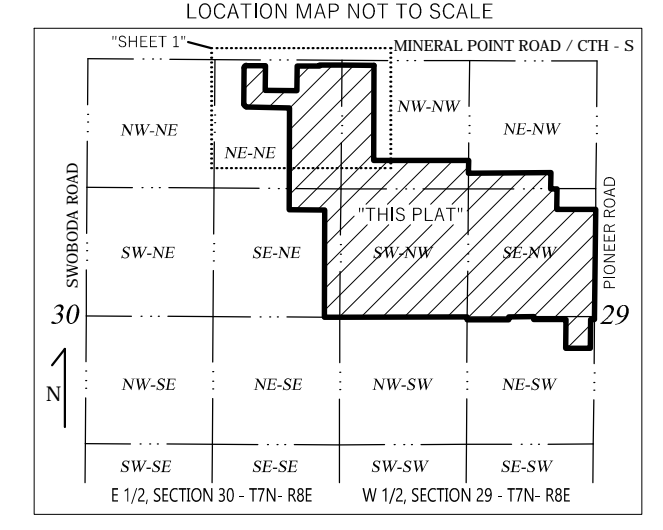 LOCATION MAP NOT TO SCALE
"SHEET 1"
MINERAL POINT ROAD / CTH - S
NW-NW
NW-NE
NE-NW
NE-NE
SWOBODA ROAD
"THIS PLAT"
PIONEER ROAD
SW-NE
SE-NE
SW-NW
SE-NW
30
29
N
NW-SE
NE-SE
NW-SW
NE-SW
SW-SE
SE-SE
SW-SW
SE-SW
E 1/2, SECTION 30 - T7N- R8E
W 1/2, SECTION 29 - T7N- R8E